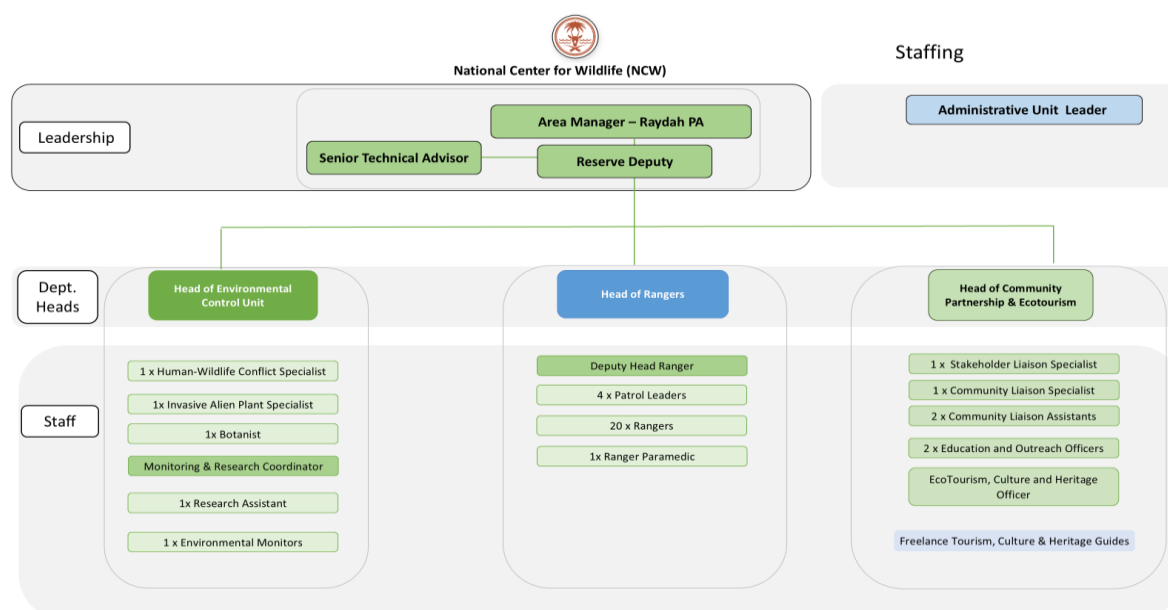 National Center for Wildlife (NCW)
Staffing
Leadership
Area Manager – Raydah PA
Senior Technical Advisor
Reserve Deputy
Administrative Unit Leader
Dept.
Heads
Head of Environmental
Control Unit
Head of Rangers
Head of Community
Partnership & Ecotourism
Staff
1 x Human-Wildlife Conflict Specialist
1x Invasive Alien Plant Specialist
1x Botanist
Monitoring & Research Coordinator
1x Research Assistant
1 x Environmental Monitors
Deputy Head Ranger
4 x Patrol Leaders
20 x Rangers
1x Ranger Paramedic
1 x Stakeholder Liaison Specialist
1 x Community Liaison Specialist
2 x Community Liaison Assistants
2 x Education and Outreach Officers
EcoTourism, Culture and Heritage
Officer
Freelance Tourism, Culture & Heritage Guides